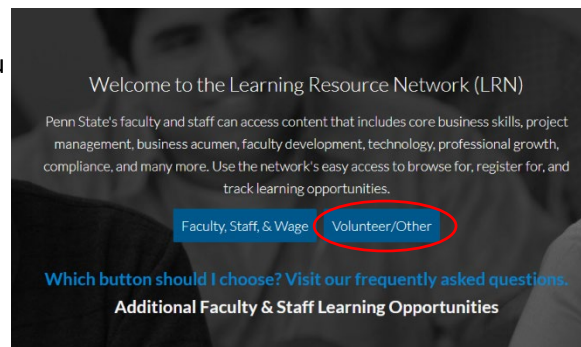 Welcome to the Learning Resource Network (LRN)
Penn State's faculty and staff can access content that includes core business skills, project
management, business acumen, faculty development, technology, professional growth,
compliance, and many more. Use the network's easy access to browse for, register for, and
track learning opportunities.
Faculty, Staff, & Wage Volunteer/Other
Which button should I choose? Visit our frequently asked questions.
Additional Faculty & Staff Learning Opportunities